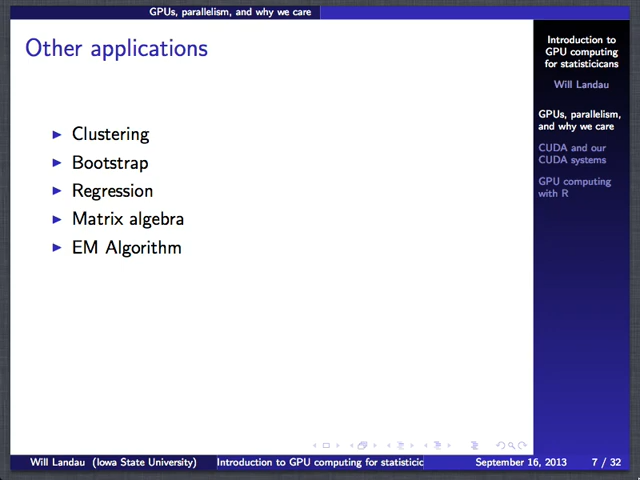 GPUs, parallelism, and why we care
Other applications
Clustering
Bootstrap
Regression
Matrix algebra
EM Algorithm
Introduction to
GPU computing
for statisticicans
Will Landau
GPUs, parallelism,
and why we care
CUDA and our
CUDA systems
GPU computing
with R
Will Landau (Iowa State University)
Introduction to GPU computing for statisticic
September 16, 2013
7 / 32